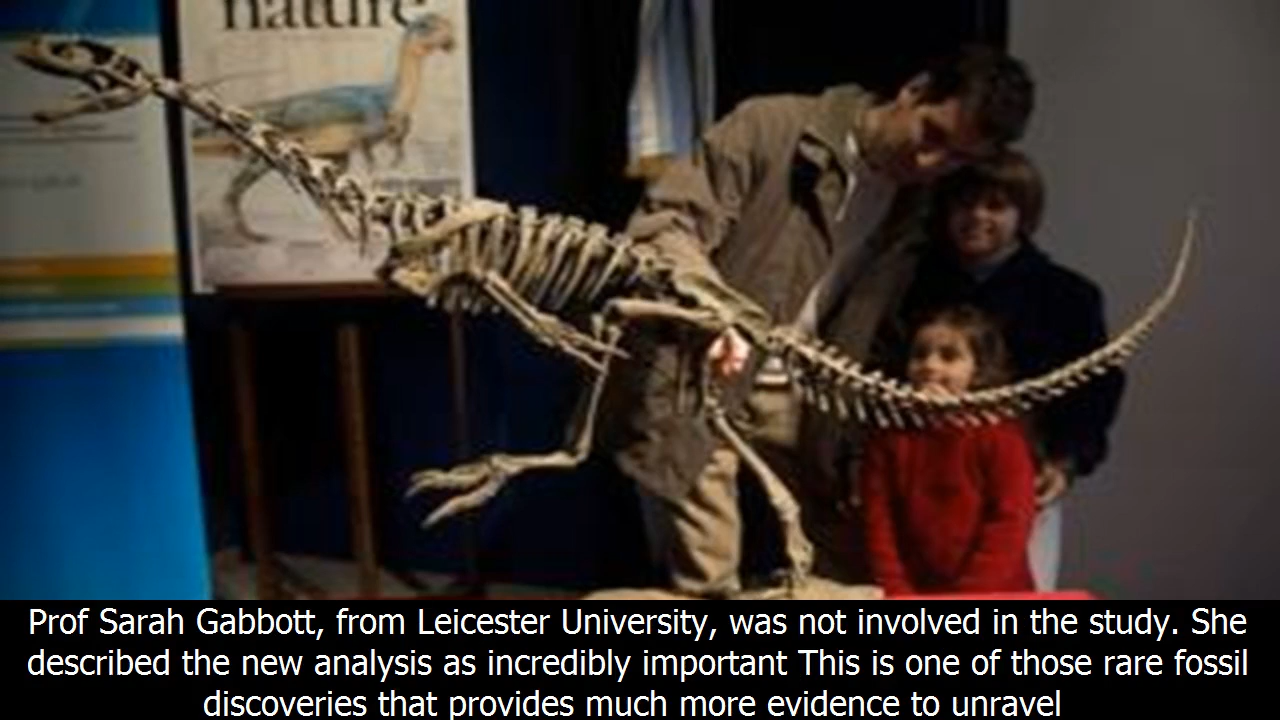 nature
Prof Sarah Gabbott, from Leicester University, was not involved in the study. She
described the new analysis as incredibly important This is one of those rare fossil
discoveries that provides much more evidence to unravel